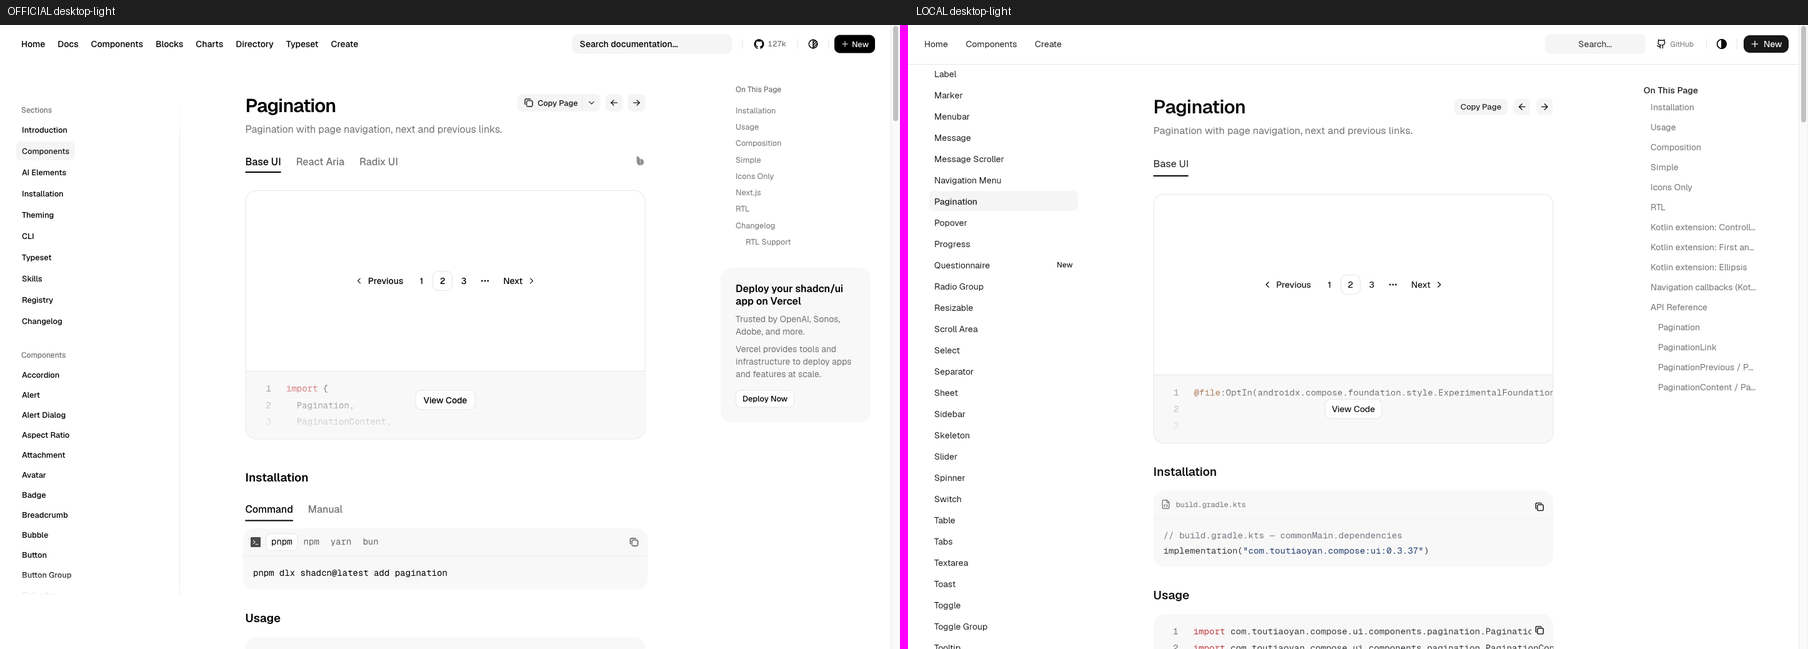 OFFICIAL desktop-light
Home Docs Components Blocks Charts Directory Typeset Create
Search documentation...
127k
+ New
Sections
Introduction
Components
AI Elements
Installation
Theming
CLI
Typeset
Skills
Registry
Changelog
Components
Accordion
Alert
Alert Dialog
Aspect Ratio
Attachment
Avatar
Badge
Breadcrumb
Bubble
Button
Button Group
Pagination
Copy Page
Pagination with page navigation, next and previous links.
Base UI React Aria Radix UI
Previous 1 2 3 ••• Next
1 import {
2 Pagination,
3 PaginationContent,
View Code
Installation
Command Manual
pnpm npm yarn bun
pnpm dlx shadcn@latest add pagination
Usage
On This Page
Installation
Usage
Composition
Simple
Icons Only
Next.js
RTL
Changelog
RTL Support
Deploy your shadcn/ui
app on Vercel
Trusted by OpenAI, Sonos,
Adobe, and more.
Vercel provides tools and
infrastructure to deploy apps
and features at scale.
Deploy Now
LOCAL desktop-light
Home Components Create
Search...
GitHub
+ New
Label
Marker
Menubar
Message
Message Scroller
Navigation Menu
Pagination
Popover
Progress
Questionnaire New
Radio Group
Resizable
Scroll Area
Select
Separator
Sheet
Sidebar
Skeleton
Slider
Spinner
Switch
Table
Tabs
Textarea
Toast
Toggle
Toggle Group
Tooltip
Pagination
Copy Page
Pagination with page navigation, next and previous links.
Base UI
Previous 1 2 3 ••• Next
1 @file:OptIn(androidx.compose.foundation.style.ExperimentalFoundation
2
3
View Code
Installation
build.gradle.kts
// build.gradle.kts — commonMain.dependencies
implementation("com.toutiaoyan.compose:ui:0.3.37")
Usage
1 import com.toutiaoyan.compose.ui.components.pagination.Paginatic
2 import com.toutiaoyan.compose.ui.components.pagination.PaginationCon
On This Page
Installation
Usage
Composition
Simple
Icons Only
RTL
Kotlin extension: Controll...
Kotlin extension: First an...
Kotlin extension: Ellipsis
Navigation callbacks (Kot...
API Reference
Pagination
PaginationLink
PaginationPrevious / P...
PaginationContent / Pa...